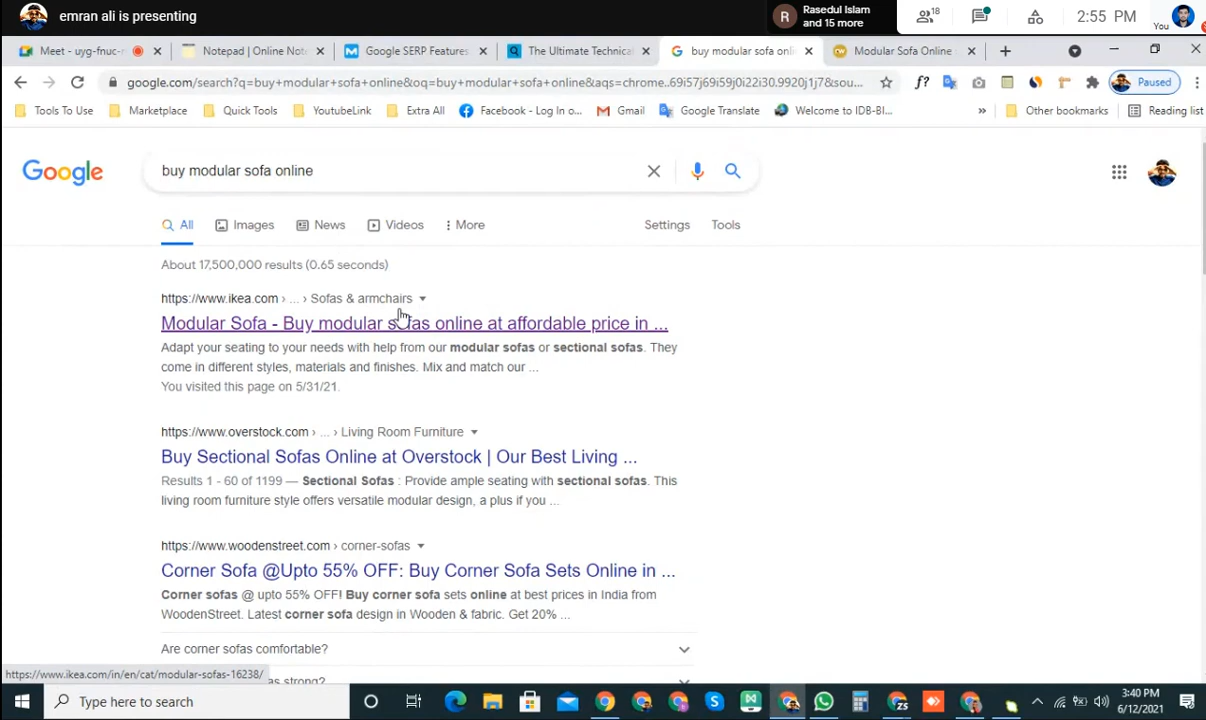 emran ali is presenting
R
Rasedul Islam
and 15 more
18
2:55 PM
You
Meet - uyg-fnuc-r
Notepad | Online Not
Google SERP Features
The Ultimate Technical
buy modular sofa onl
Modular Sofa Online
google.com/search?q=buy+modular+sofa+online&oq=buy+modular+sofa+online&aqs=chrome..69i57j69i59j0i22i30.9920j1j7&sou...
f?
Paused
Tools To Use
Marketplace
Quick Tools
YoutubeLink
Extra All
Facebook - Log In o...
Gmail
Google Translate
Welcome to IDB-BI...
»
Other bookmarks
Reading list
Google
buy modular sofa online
All
Images
News
Videos
More
Settings
Tools
About 17,500,000 results (0.65 seconds)
https://www.ikea.com › ... › Sofas & armchairs
Modular Sofa - Buy modular sofas online at affordable price in ...
Adapt your seating to your needs with help from our modular sofas or sectional sofas. They
come in different styles, materials and finishes. Mix and match our ...
You visited this page on 5/31/21.
https://www.overstock.com › ... › Living Room Furniture
Buy Sectional Sofas Online at Overstock | Our Best Living ...
Results 1 - 60 of 1199 — Sectional Sofas : Provide ample seating with sectional sofas. This
living room furniture style offers versatile modular design, a plus if you ...
https://www.woodenstreet.com › corner-sofas
Corner Sofa @Upto 55% OFF: Buy Corner Sofa Sets Online in ...
Corner sofas @ upto 55% OFF! Buy corner sofa sets online at best prices in India from
WoodenStreet. Latest corner sofa design in Wooden & fabric. Get 20% ...
Are corner sofas comfortable?
https://www.ikea.com/in/en/cat/modular-sofas-16238/
as strong?
Type here to search
3:40 PM
6/12/2021